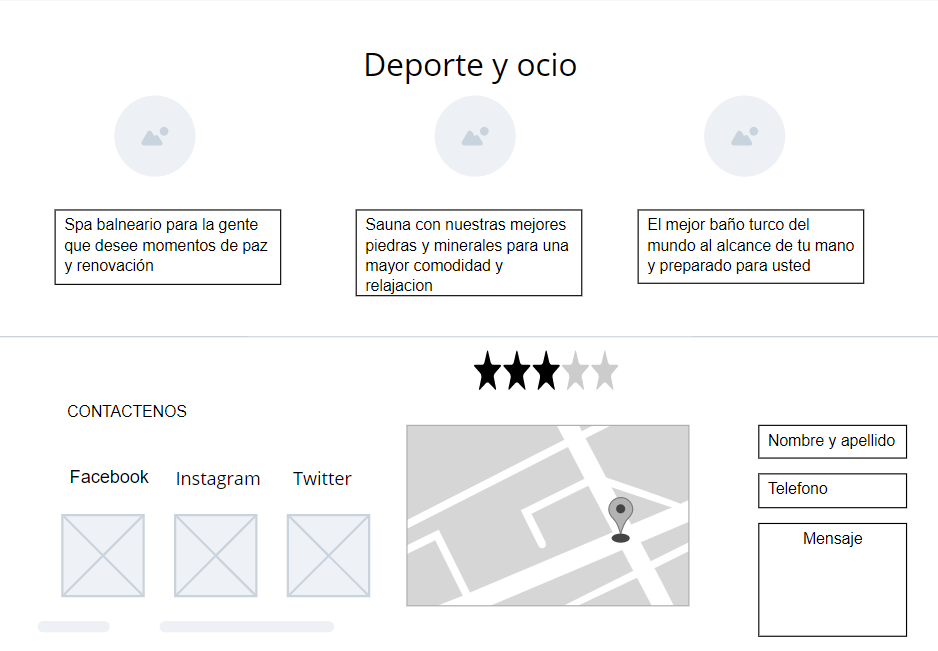 Deporte y ocio
Spa balneario para la gente
que desee momentos de paz
y renovación
Sauna con nuestras mejores
piedras y minerales para una
mayor comodidad y
relajacion
El mejor baño turco del
mundo al alcance de tu mano
y preparado para usted
CONTACTENOS
Facebook
Instagram
Twitter
Nombre y apellido
Telefono
Mensaje